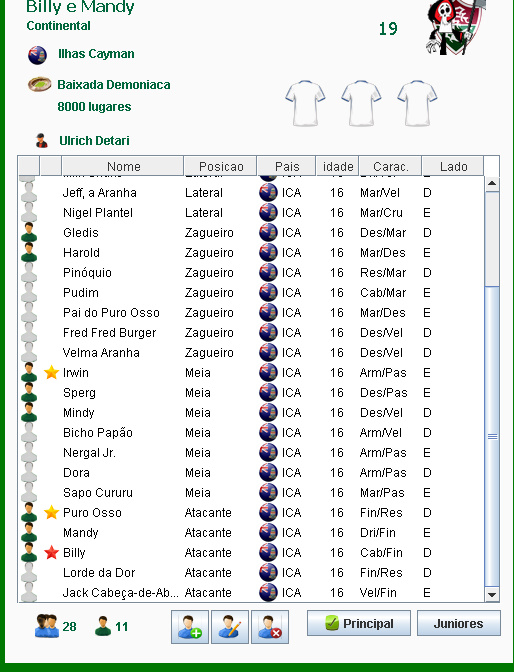 Billy e Mandy
Continental
19
Ilhas Cayman
Baixada Demoniaca
8000 lugares
Ulrich Detari
Nome Posicao Pais idade Carac. Lado
Jeff, a Aranha Lateral ICA 16 Mar/Vel D
Nigel Plantel Lateral ICA 16 Mar/Cru E
Gledis Zagueiro ICA 16 Des/Mar D
Harold Zagueiro ICA 16 Mar/Des E
Pinóquio Zagueiro ICA 16 Res/Mar D
Pudim Zagueiro ICA 16 Cab/Mar E
Pai do Puro Osso Zagueiro ICA 16 Mar/Des E
Fred Fred Burger Zagueiro ICA 16 Des/Vel D
Velma Aranha Zagueiro ICA 16 Des/Vel D
Irwin Meia ICA 16 Arm/Pas E
Sperg Meia ICA 16 Des/Pas E
Mindy Meia ICA 16 Des/Vel D
Bicho Papão Meia ICA 16 Arm/Vel D
Nergal Jr. Meia ICA 16 Arm/Pas E
Dora Meia ICA 16 Arm/Pas D
Sapo Cururu Meia ICA 16 Mar/Pas E
Puro Osso Atacante ICA 16 Fin/Res D
Mandy Atacante ICA 16 Dri/Fin E
Billy Atacante ICA 16 Cab/Fin D
Lorde da Dor Atacante ICA 16 Fin/Res D
Jack Cabeça-de-Ab... Atacante ICA 16 Vel/Fin E
28 11 Principal Juniores